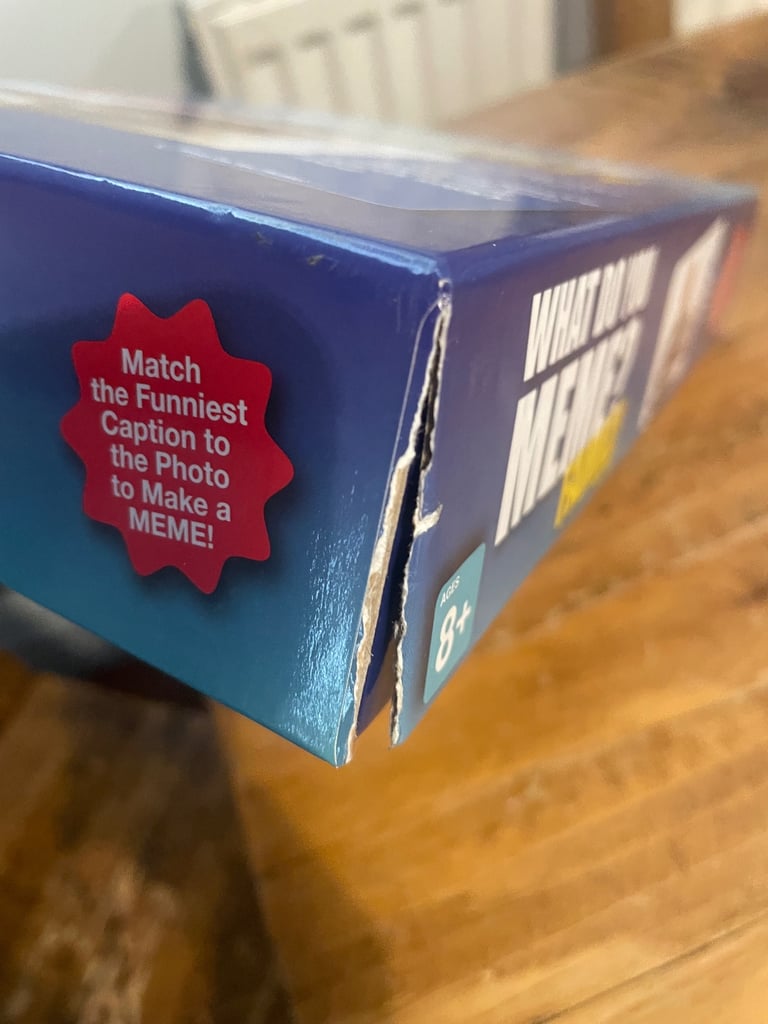 Match
the Funniest
Caption to
the Photo
to Make a
MEME!
WHAT DO YOU
MEME?
AGES
8+